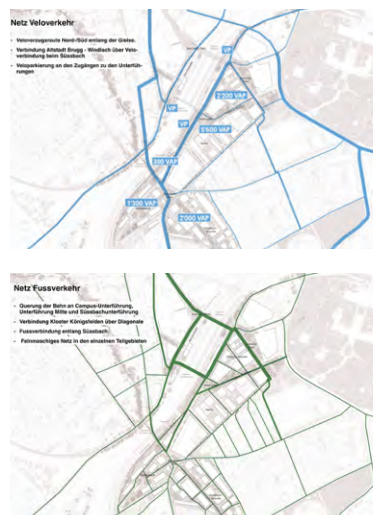 Netz Veloverkehr
- Velovorzugsroute Nord-/Süd entlang der Gleise.
- Verbindung Altstadt Brugg - Windisch über Velo-
verbindung beim Süssbach
- Veloparkierung an den Zugängen zu den Unterfüh-
rungen
VP
2'200 VAP
VP
VP
5'600 VAP
300 VAP
1'300 VAP
2'000 VAP
Netz Fussverkehr
- Querung der Bahn an Campus-Unterführung,
Unterführung Mitte und Süssbachunterführung
- Verbindung Kloster Königsfelden über Diagonale
- Fussverbindung entlang Süssbach
- Feinmaschiges Netz in den einzelnen Teilgebieten